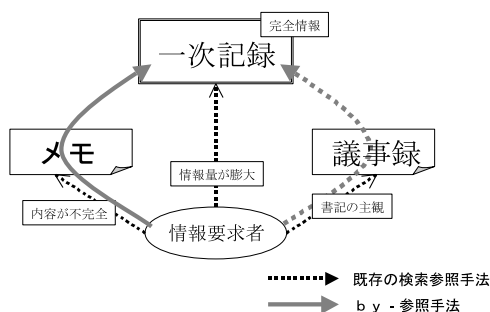 完全情報
一次記録
メモ
議事録
情報量が膨大
内容が不完全
書記の主観
情報要求者
既存の検索参照手法
by-参照手法